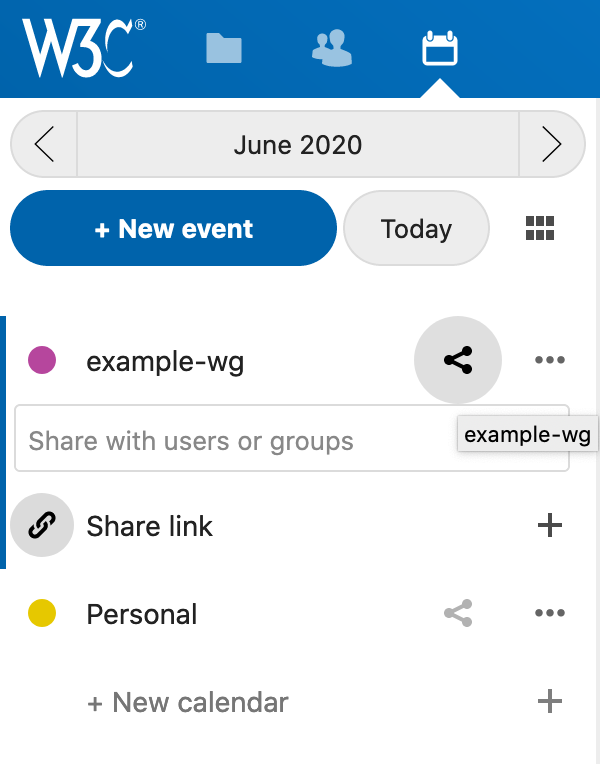 W3C®
June 2020
+ New event
Today
example-wg
Share with users or groups
example-wg
Share link
Personal
+ New calendar